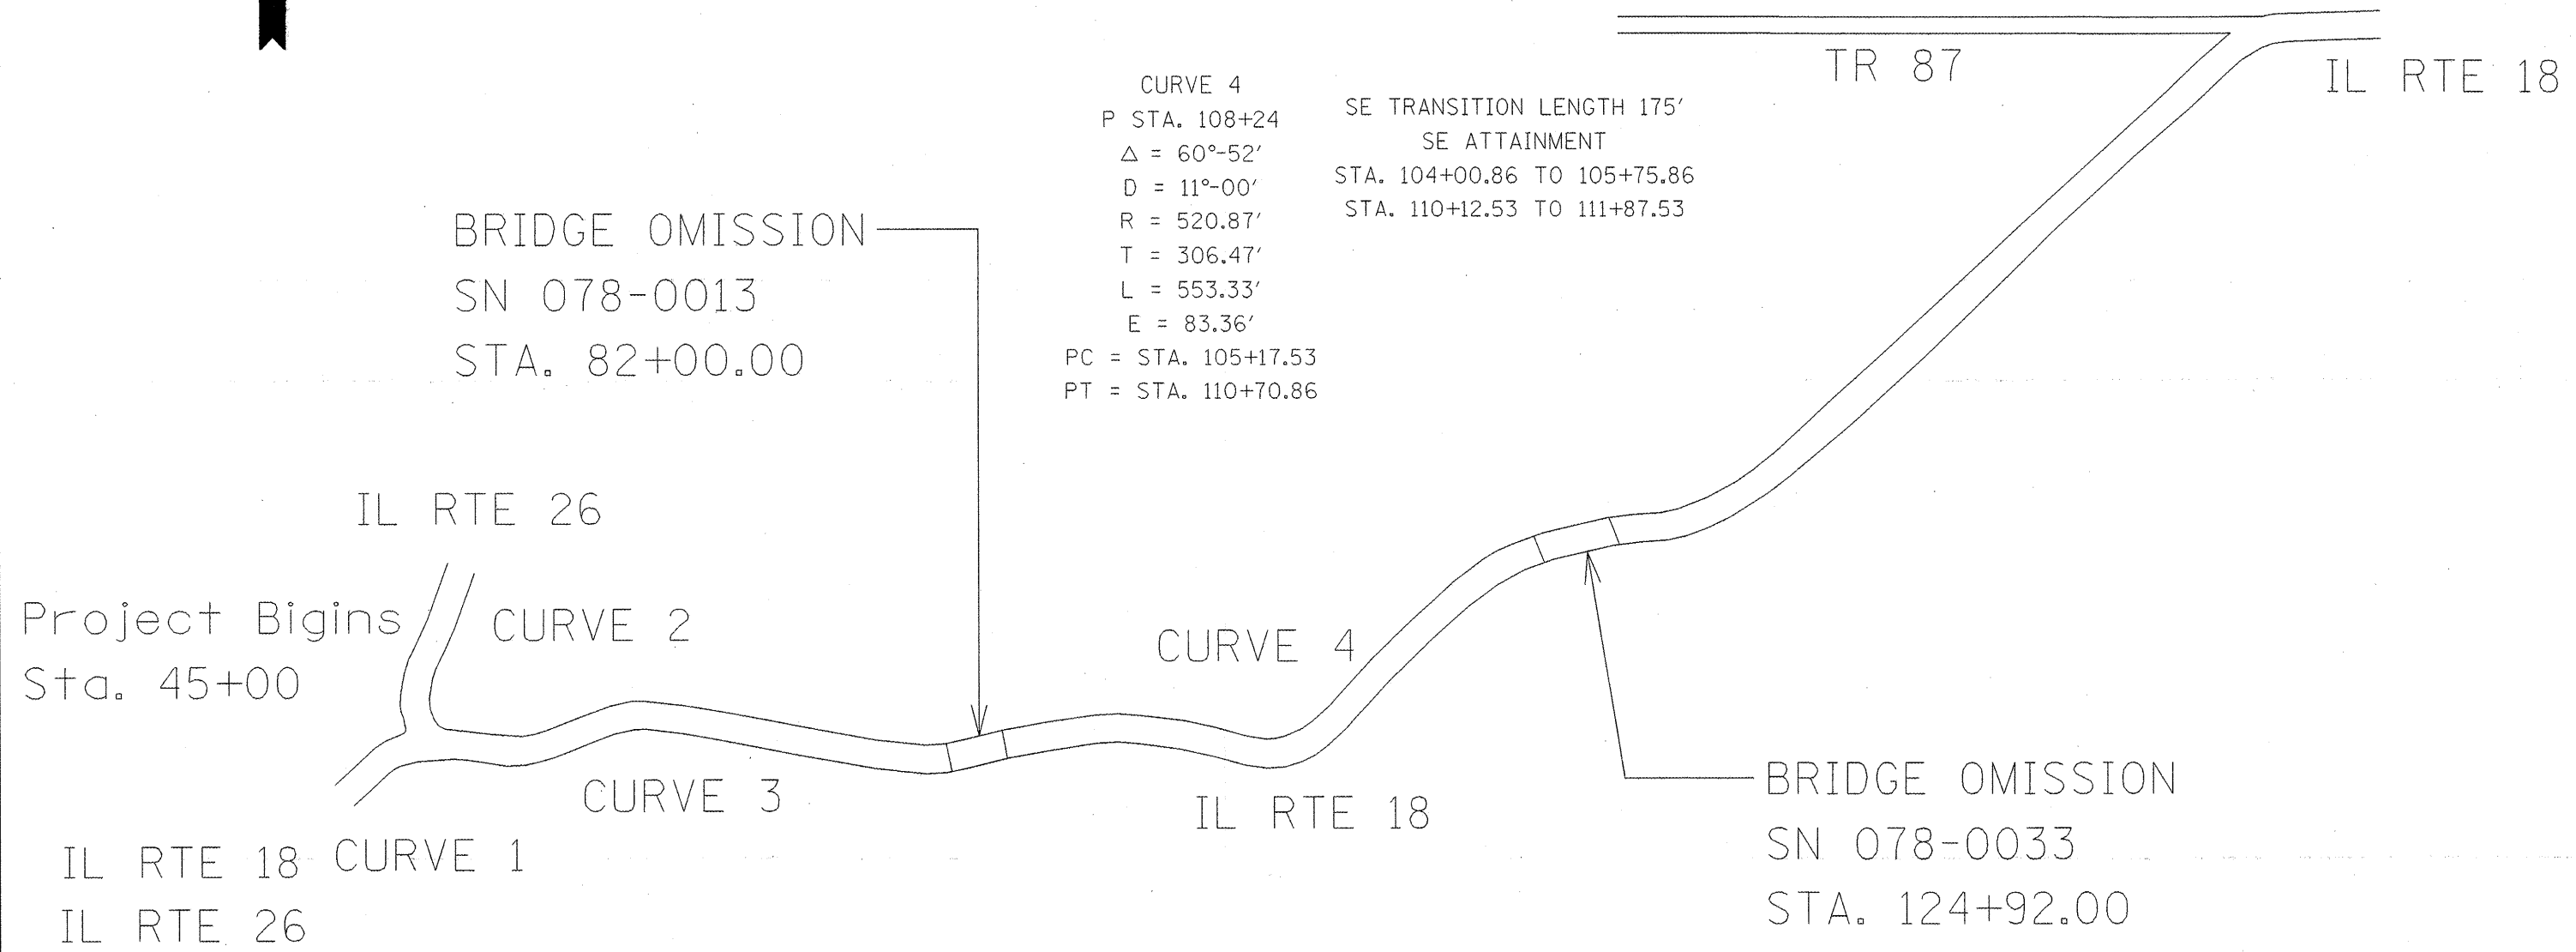 TR 87
IL RTE 18
CURVE 4
P STA. 108+24
Δ = 60°-52′
D = 11°-00′
R = 520.87′
T = 306.47′
L = 553.33′
E = 83.36′
PC = STA. 105+17.53
PT = STA. 110+70.86
SE TRANSITION LENGTH 175′
SE ATTAINMENT
STA. 104+00.86 TO 105+75.86
STA. 110+12.53 TO 111+87.53
BRIDGE OMISSION
SN 078-0013
STA. 82+00.00
IL RTE 26
Project Bigins
Sta. 45+00
CURVE 2
CURVE 4
CURVE 3
IL RTE 18
BRIDGE OMISSION
SN 078-0033
STA. 124+92.00
IL RTE 18
IL RTE 26
CURVE 1